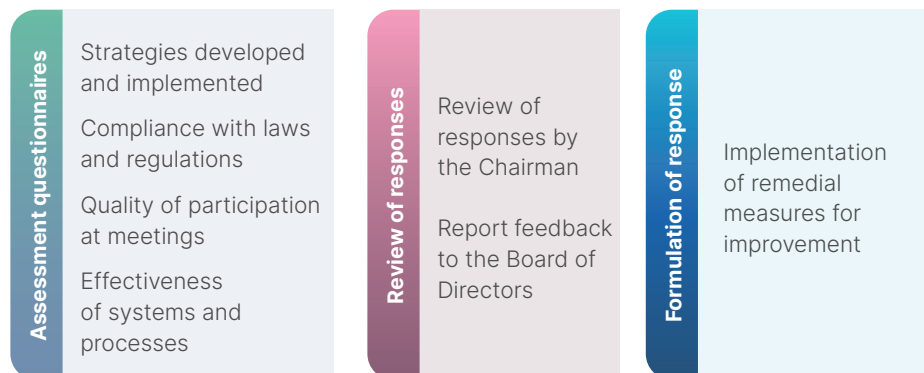 Assessment questionnaires
Strategies developed
and implemented
Compliance with laws
and regulations
Quality of participation
at meetings
Effectiveness
of systems and
processes
Review of responses
Review of
responses by
the Chairman
Report feedback
to the Board of
Directors
Formulation of response
Implementation
of remedial
measures for
improvement